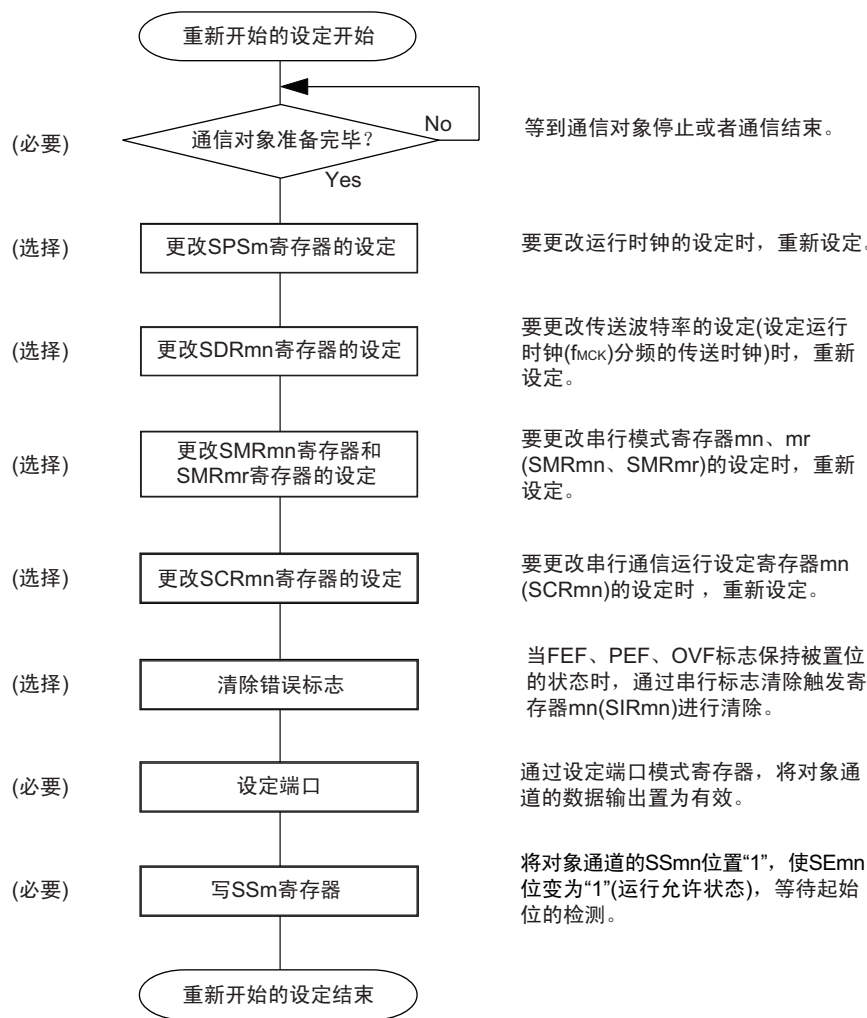 重新开始的设定开始
(必要)
通信对象准备完毕？
No
Yes
等到通信对象停止或者通信结束。
(选择)
更改SPSm寄存器的设定
要更改运行时钟的设定时，重新设定。
(选择)
更改SDRmn寄存器的设定
要更改传送波特率的设定(设定运行
时钟(fMCK)分频的传送时钟)时，重新
设定。
(选择)
更改SMRmn寄存器和
SMRmr寄存器的设定
要更改串行模式寄存器mn、mr
(SMRmn、SMRmr)的设定时，重新
设定。
(选择)
更改SCRmn寄存器的设定
要更改串行通信运行设定寄存器mn
(SCRmn)的设定时 ，重新设定。
(选择)
清除错误标志
当FEF、PEF、OVF标志保持被置位
的状态时，通过串行标志清除触发寄
存器mn(SIRmn)进行清除。
(必要)
设定端口
通过设定端口模式寄存器，将对象通
道的数据输出置为有效。
(必要)
写SSm寄存器
将对象通道的SSmn位置“1”，使SEmn
位变为“1”(运行允许状态)，等待起始
位的检测。
重新开始的设定结束